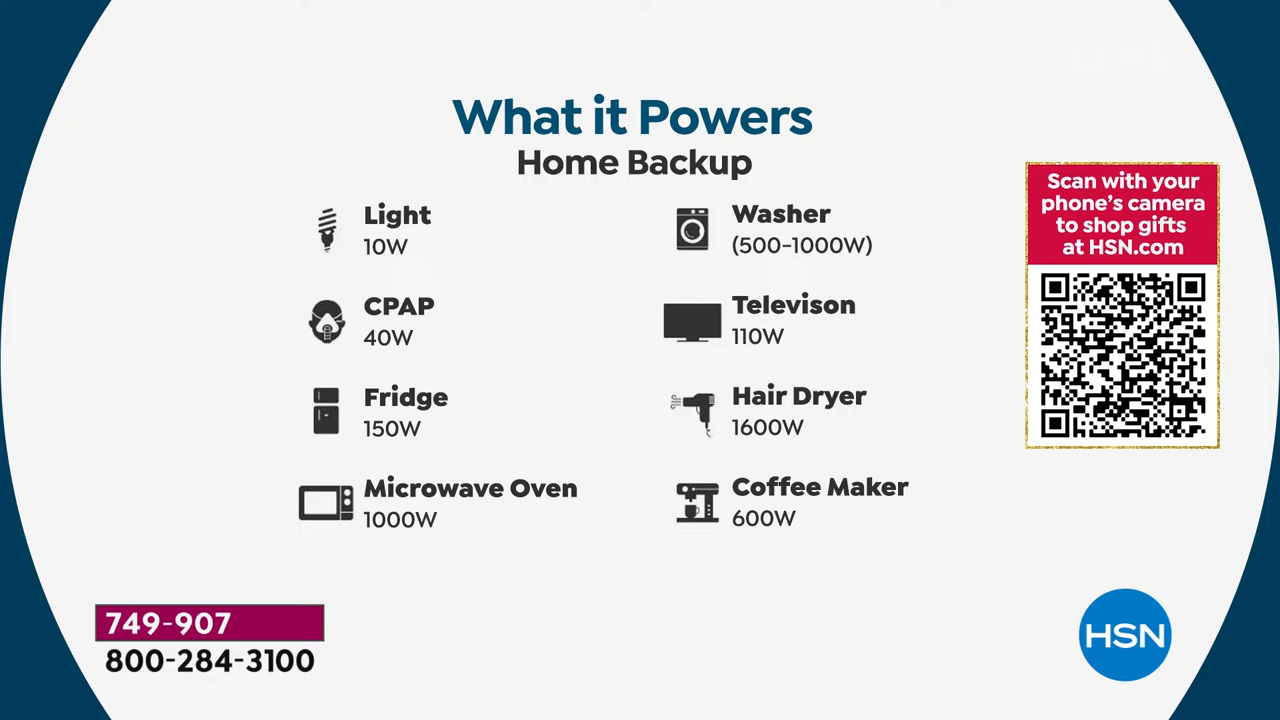 What it Powers
Home Backup
Light
10W
CPAP
40W
Fridge
150W
Microwave Oven
1000W
Washer
(500-1000W)
Televison
110W
Hair Dryer
1600W
Coffee Maker
600W
Scan with your
phone's camera
to shop gifts
at HSN.com
749-907
800-284-3100
HSN